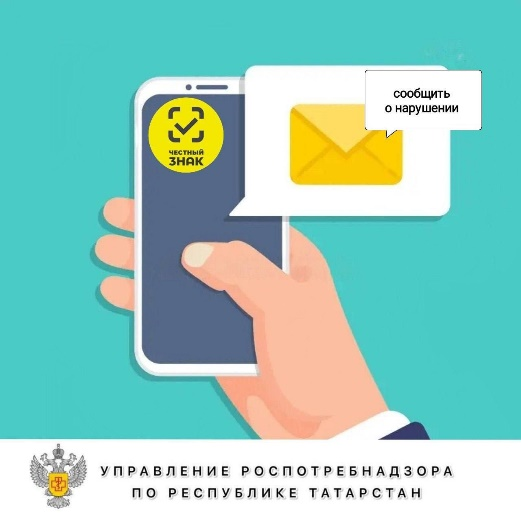 сообщить
о нарушении
ЧЕСТНЫЙ
ЗНАК
УПРАВЛЕНИЕ РОСПОТРЕБНАДЗОРА
ПО РЕСПУБЛИКЕ ТАТАРСТАН